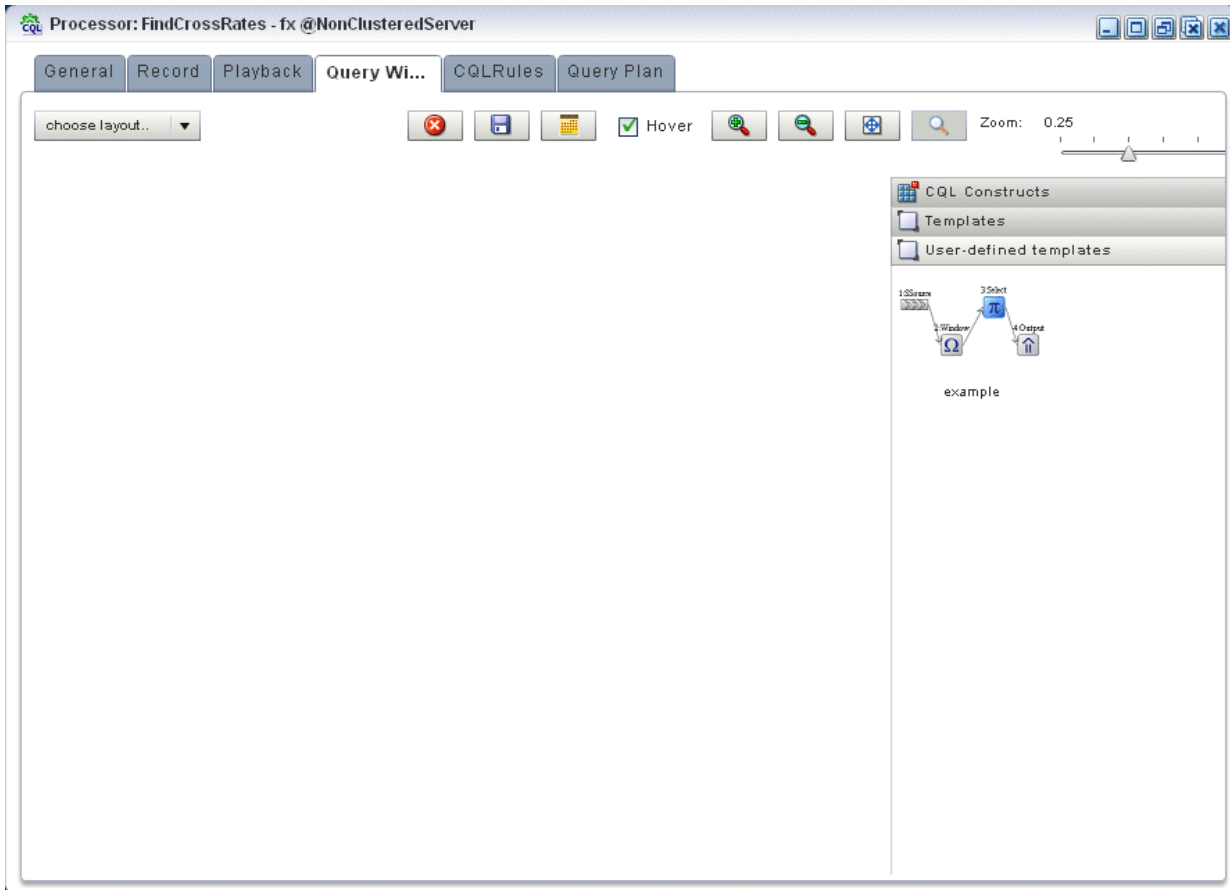 CQL Processor: FindCrossRates - fx @NonClusteredServer
General Record Playback Query Wi... CQLRules Query Plan
choose layout.. Hover Zoom: 0.25
CQL Constructs
Templates
User-defined templates
1:SSource 3:Select
π
2:Window 4:Output
Ω
example